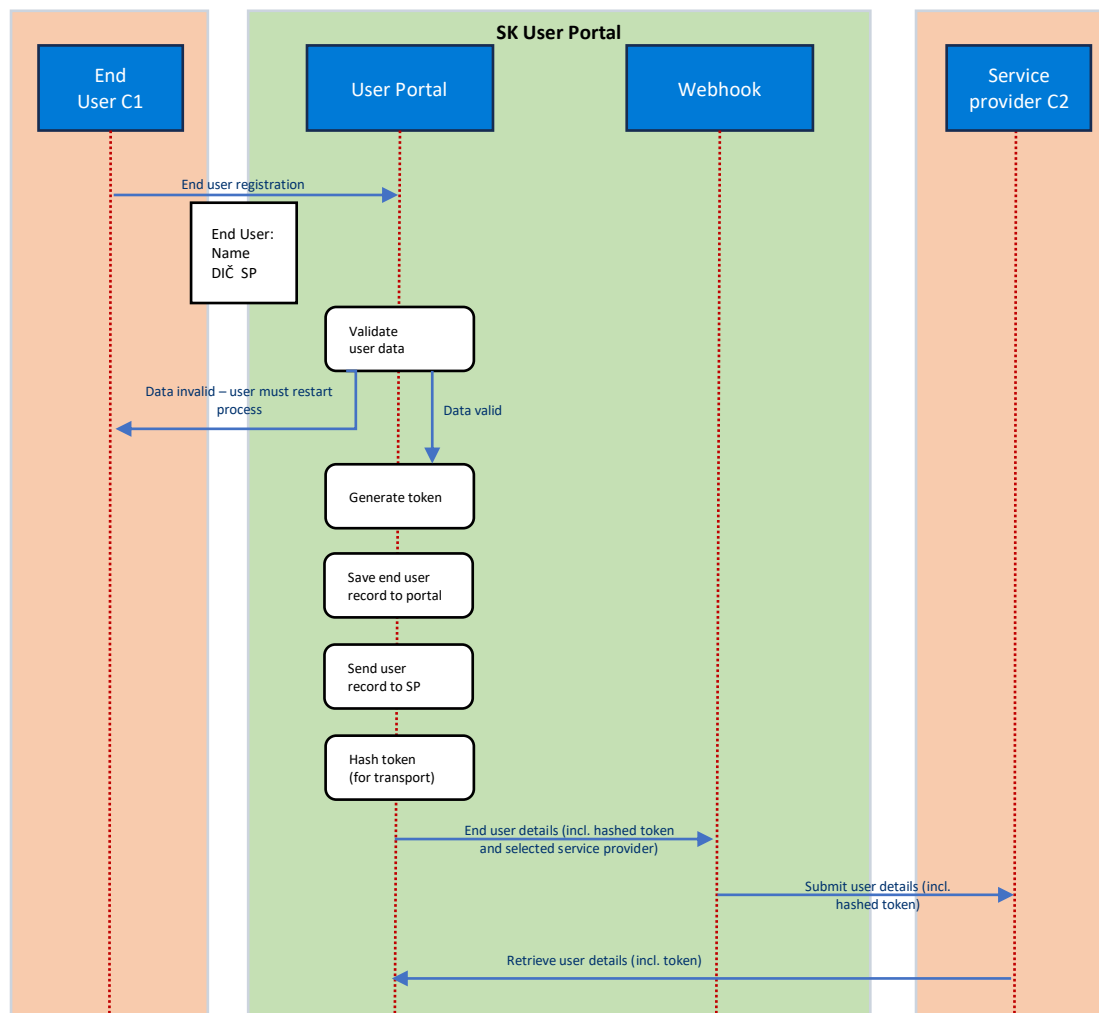 SK User Portal
End
User C1
User Portal
Webhook
Service
provider C2
End user registration
End User:
Name
DIČ  SP
Validate
user data
Data invalid – user must restart
process
Data valid
Generate token
Save end user
record to portal
Send user
record to SP
Hash token
(for transport)
End user details (incl. hashed token
and selected service provider)
Submit user details (incl.
hashed token)
Retrieve user details (incl. token)